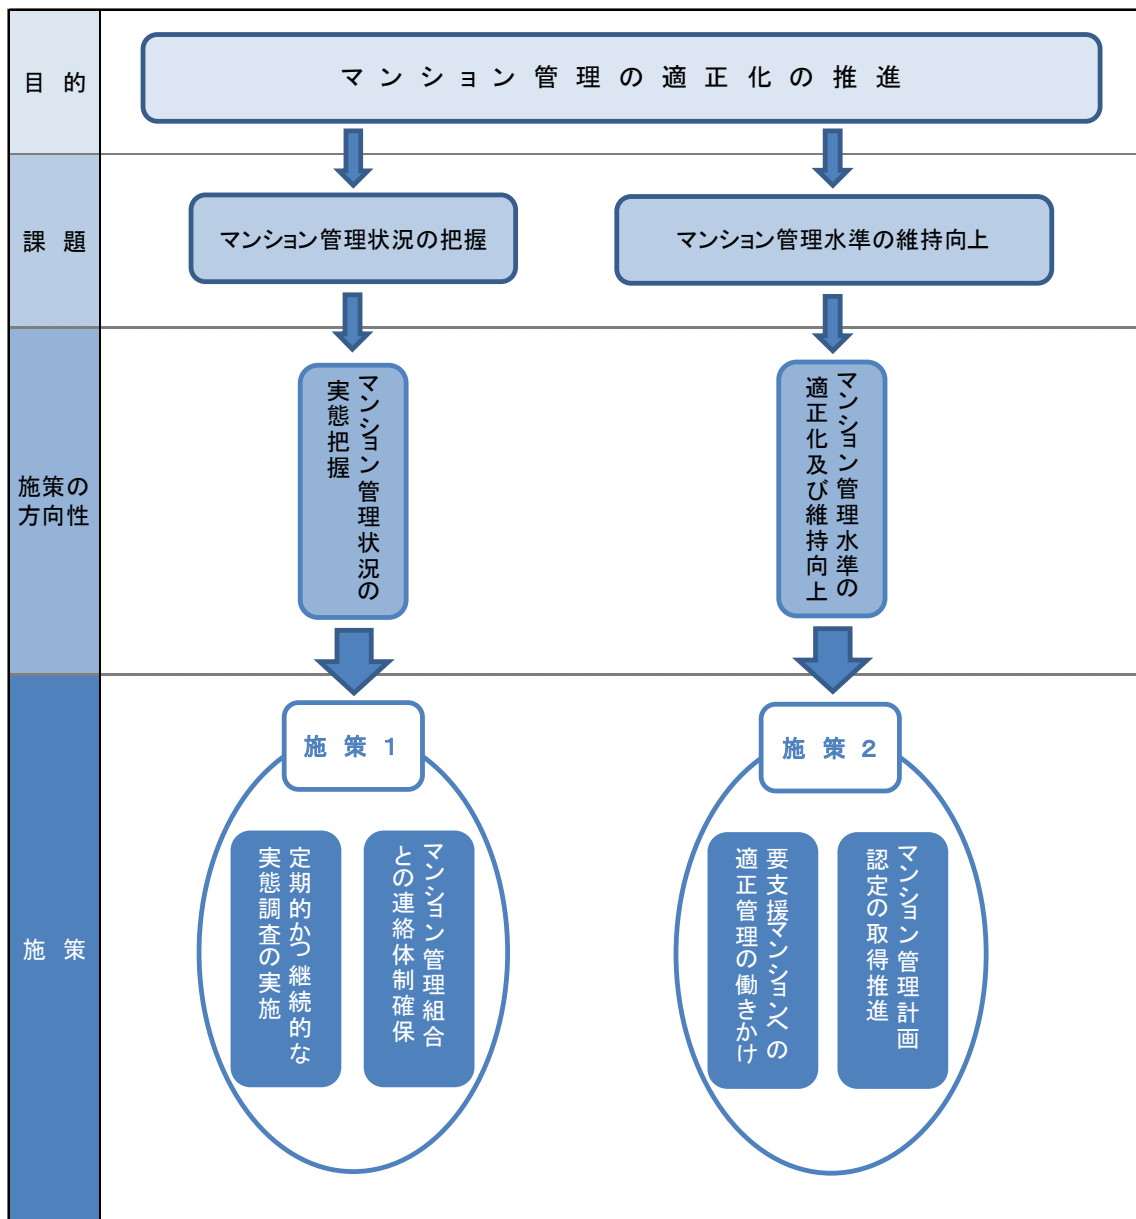 目的
マンション管理の適正化の推進
課題
マンション管理状況の把握
マンション管理水準の維持向上
施策の
方向性
マンション管理状況の
実態把握
マンション管理水準の
適正化及び維持向上
施策
施策1
マンション管理組合
との連絡体制確保
定期的かつ継続的な
実態調査の実施
施策2
マンション管理計画
認定の取得推進
要支援マンションへの
適正管理の働きかけ